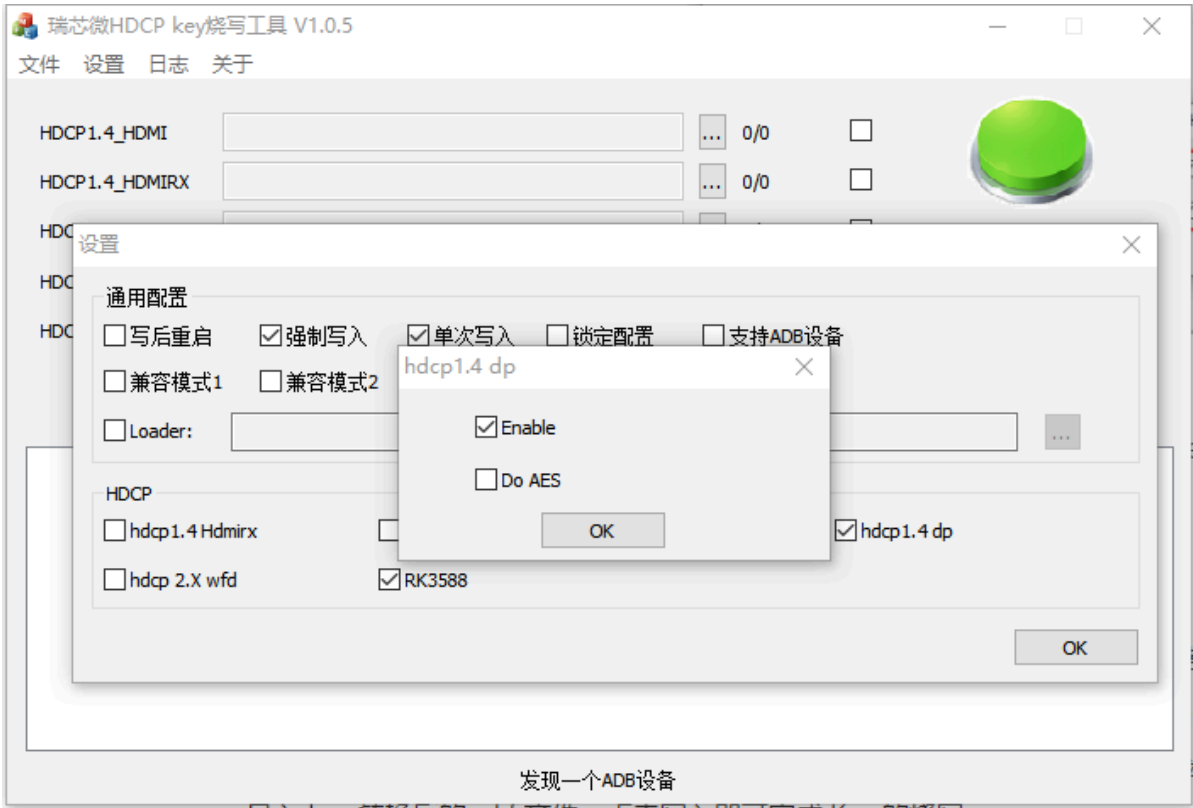 瑞芯微HDCP key烧写工具 V1.0.5
文件 设置 日志 关于
HDCP1.4_HDMI ... 0/0
HDCP1.4_HDMIRX ... 0/0
HDC
设置
HDC
通用配置
HDC
写后重启 强制写入 单次写入 锁定配置 支持ADB设备
hdcp1.4 dp
兼容模式1 兼容模式2
Enable
Loader: ...
Do AES
HDCP
hdcp1.4 Hdmirx hdcp1.4 dp
OK
hdcp 2.X wfd RK3588
OK
发现一个ADB设备